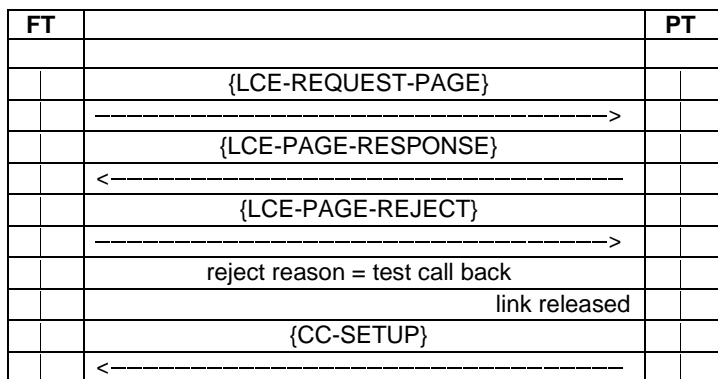 FT PT
{LCE-REQUEST-PAGE}
{LCE-PAGE-RESPONSE}
{LCE-PAGE-REJECT}
reject reason = test call back
link released
{CC-SETUP}